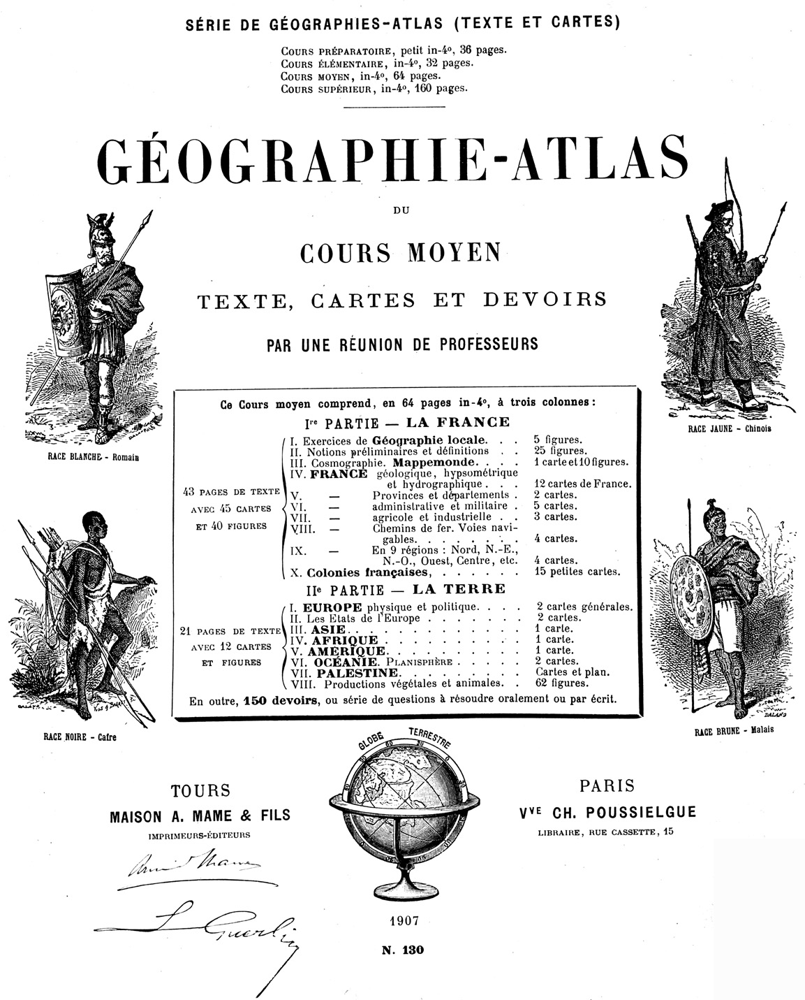 SÉRIE DE GÉOGRAPHIES-ATLAS (TEXTE ET CARTES)
COURS PRÉPARATOIRE, petit in-4º, 36 pages.
COURS ÉLÉMENTAIRE, in-4º, 32 pages.
COURS MOYEN, in-4º, 64 pages.
COURS SUPÉRIEUR, in-4º, 160 pages.
GÉOGRAPHIE-ATLAS
DU
COURS MOYEN
TEXTE, CARTES ET DEVOIRS
PAR UNE RÉUNION DE PROFESSEURS
RACE BLANCHE - Romain
RACE JAUNE - Chinois
Ce Cours moyen comprend, en 64 pages in-4º, à trois colonnes :
Ire PARTIE — LA FRANCE
43 PAGES DE TEXTE
AVEC 45 CARTES
ET 40 FIGURES
I. Exercices de Géographie locale. . . 5 figures.
II. Notions préliminaires et définitions . . 25 figures.
III. Cosmographie. Mappemonde. . . . 1 carte et 10 figures.
IV. FRANCE géologique, hypsométrique
et hydrographique . . . 12 cartes de France.
V. — Provinces et départements . 2 cartes.
VI. — administrative et militaire . 5 cartes.
VII. — agricole et industrielle . . 3 cartes.
VIII. — Chemins de fer. Voies navi-
gables. . . . . . . . . 4 cartes.
IX. — En 9 régions : Nord, N.-E.,
N.-O., Ouest, Centre, etc. 4 cartes.
X. Colonies françaises, . . . . . . 15 petites cartes.
IIe PARTIE — LA TERRE
21 PAGES DE TEXTE
AVEC 12 CARTES
ET FIGURES
I. EUROPE physique et politique. . . . 2 cartes générales.
II. Les Etats de l'Europe . . . . . . . 2 cartes.
III. ASIE. . . . . . . . . . . . 1 carte.
IV. AFRIQUE . . . . . . . . . . 1 carte.
V. AMÉRIQUE. . . . . . . . . . 1 carte.
VI. OCÉANIE. PLANISPHÈRE . . . . . 2 cartes.
VII. PALESTINE. . . . . . . . . Cartes et plan.
VIII. Productions végétales et animales. . 62 figures.
En outre, 150 devoirs, ou série de questions à résoudre oralement ou par écrit.
RACE NOIRE - Cafre
RACE BRUNE - Malais
GLOBE TERRESTRE
TOURS
MAISON A. MAME & FILS
IMPRIMEURS-ÉDITEURS
PARIS
Vve CH. POUSSIELGUE
LIBRAIRE, RUE CASSETTE, 15
1907
N. 130